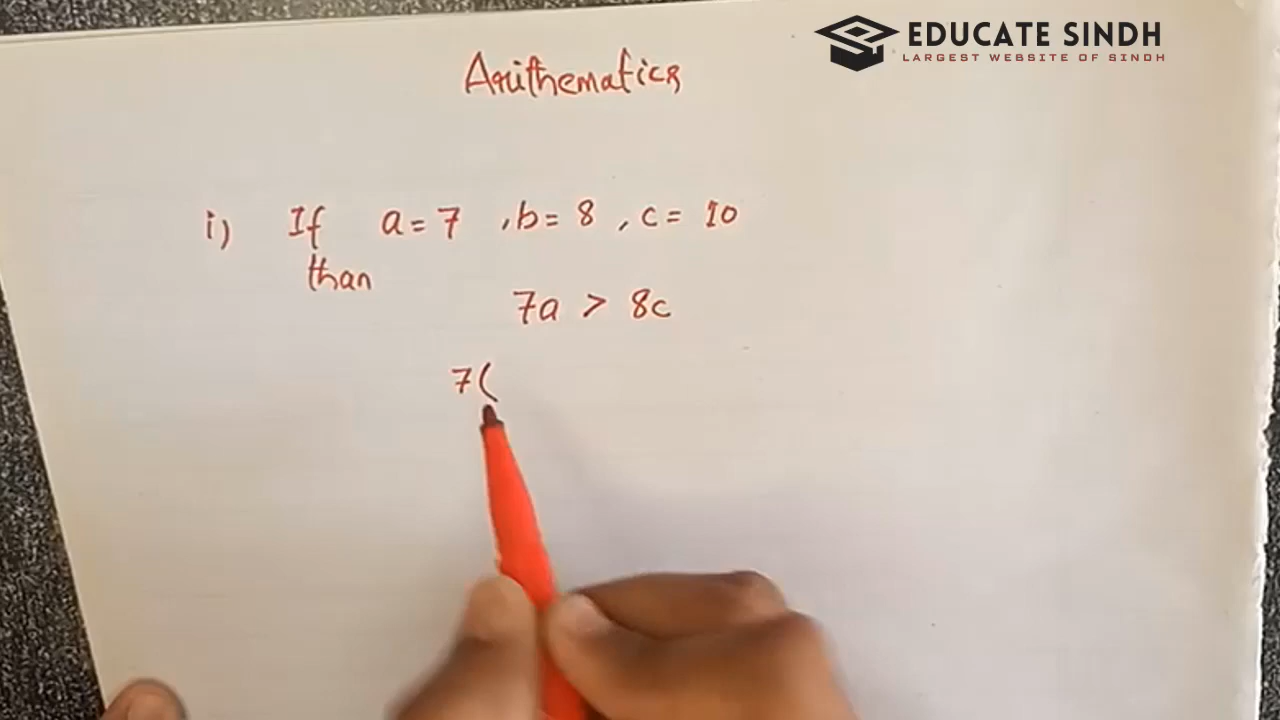 EDUCATE SINDH
LARGEST WEBSITE OF SINDH
Arithematics
i) If a = 7 , b = 8 , c = 10
than
7a > 8c
7(